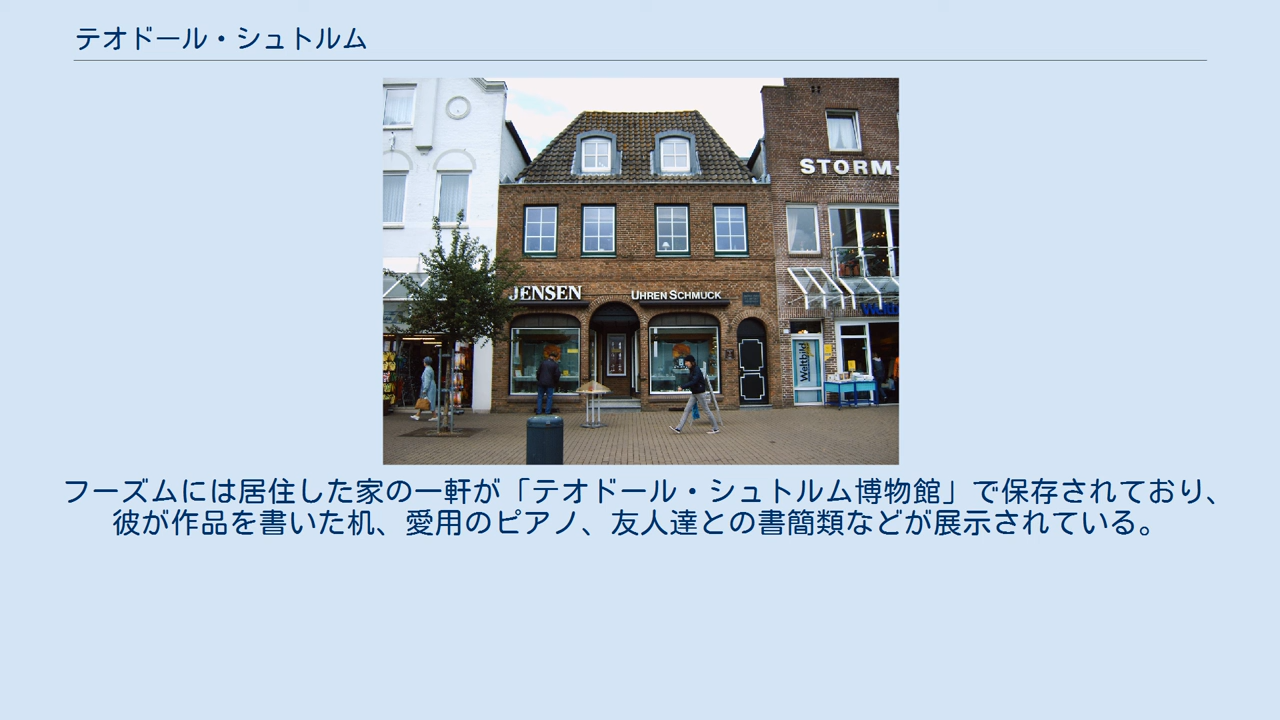 テオドール・シュトルム
STORM-
JENSEN
UHREN SCHMUCK
Weltbild
フーズムには居住した家の一軒が「テオドール・シュトルム博物館」で保存されており、
彼が作品を書いた机、愛用のピアノ、友人達との書簡類などが展示されている。